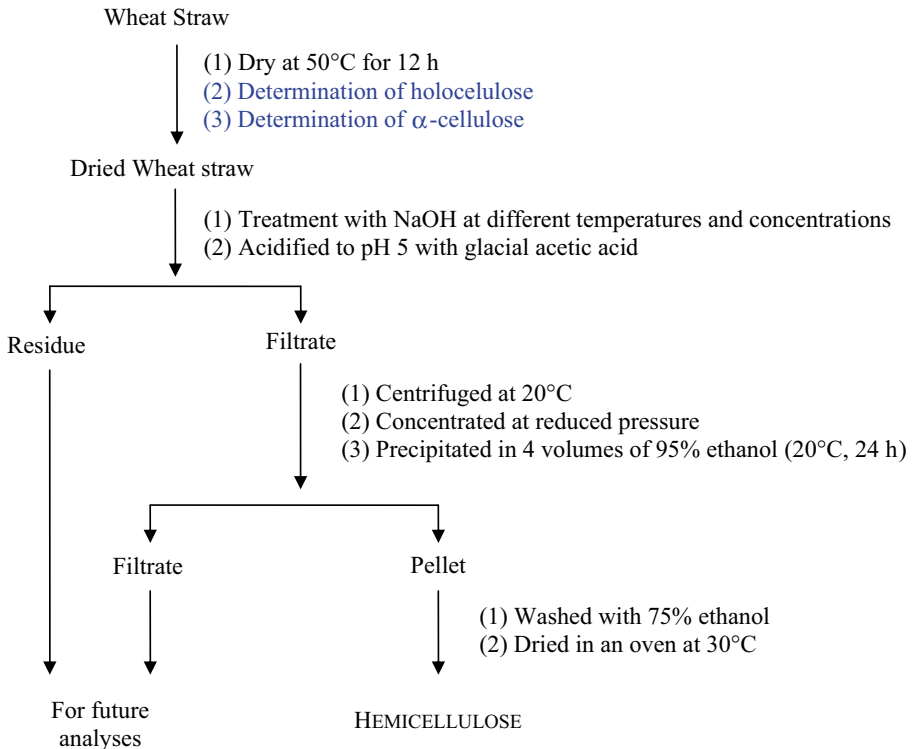 Wheat Straw
(1) Dry at 50°C for 12 h
(2) Determination of holocelulose
(3) Determination of α-cellulose
Dried Wheat straw
(1) Treatment with NaOH at different temperatures and concentrations
(2) Acidified to pH 5 with glacial acetic acid
Residue
Filtrate
(1) Centrifuged at 20°C
(2) Concentrated at reduced pressure
(3) Precipitated in 4 volumes of 95% ethanol (20°C, 24 h)
Filtrate
Pellet
(1) Washed with 75% ethanol
(2) Dried in an oven at 30°C
For future
analyses
HEMICELLULOSE